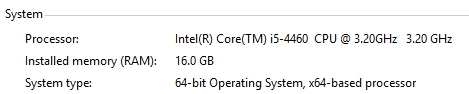 System
Processor: Intel(R) Core(TM) i5-4460  CPU @ 3.20GHz   3.20 GHz
Installed memory (RAM): 16.0 GB
System type: 64-bit Operating System, x64-based processor